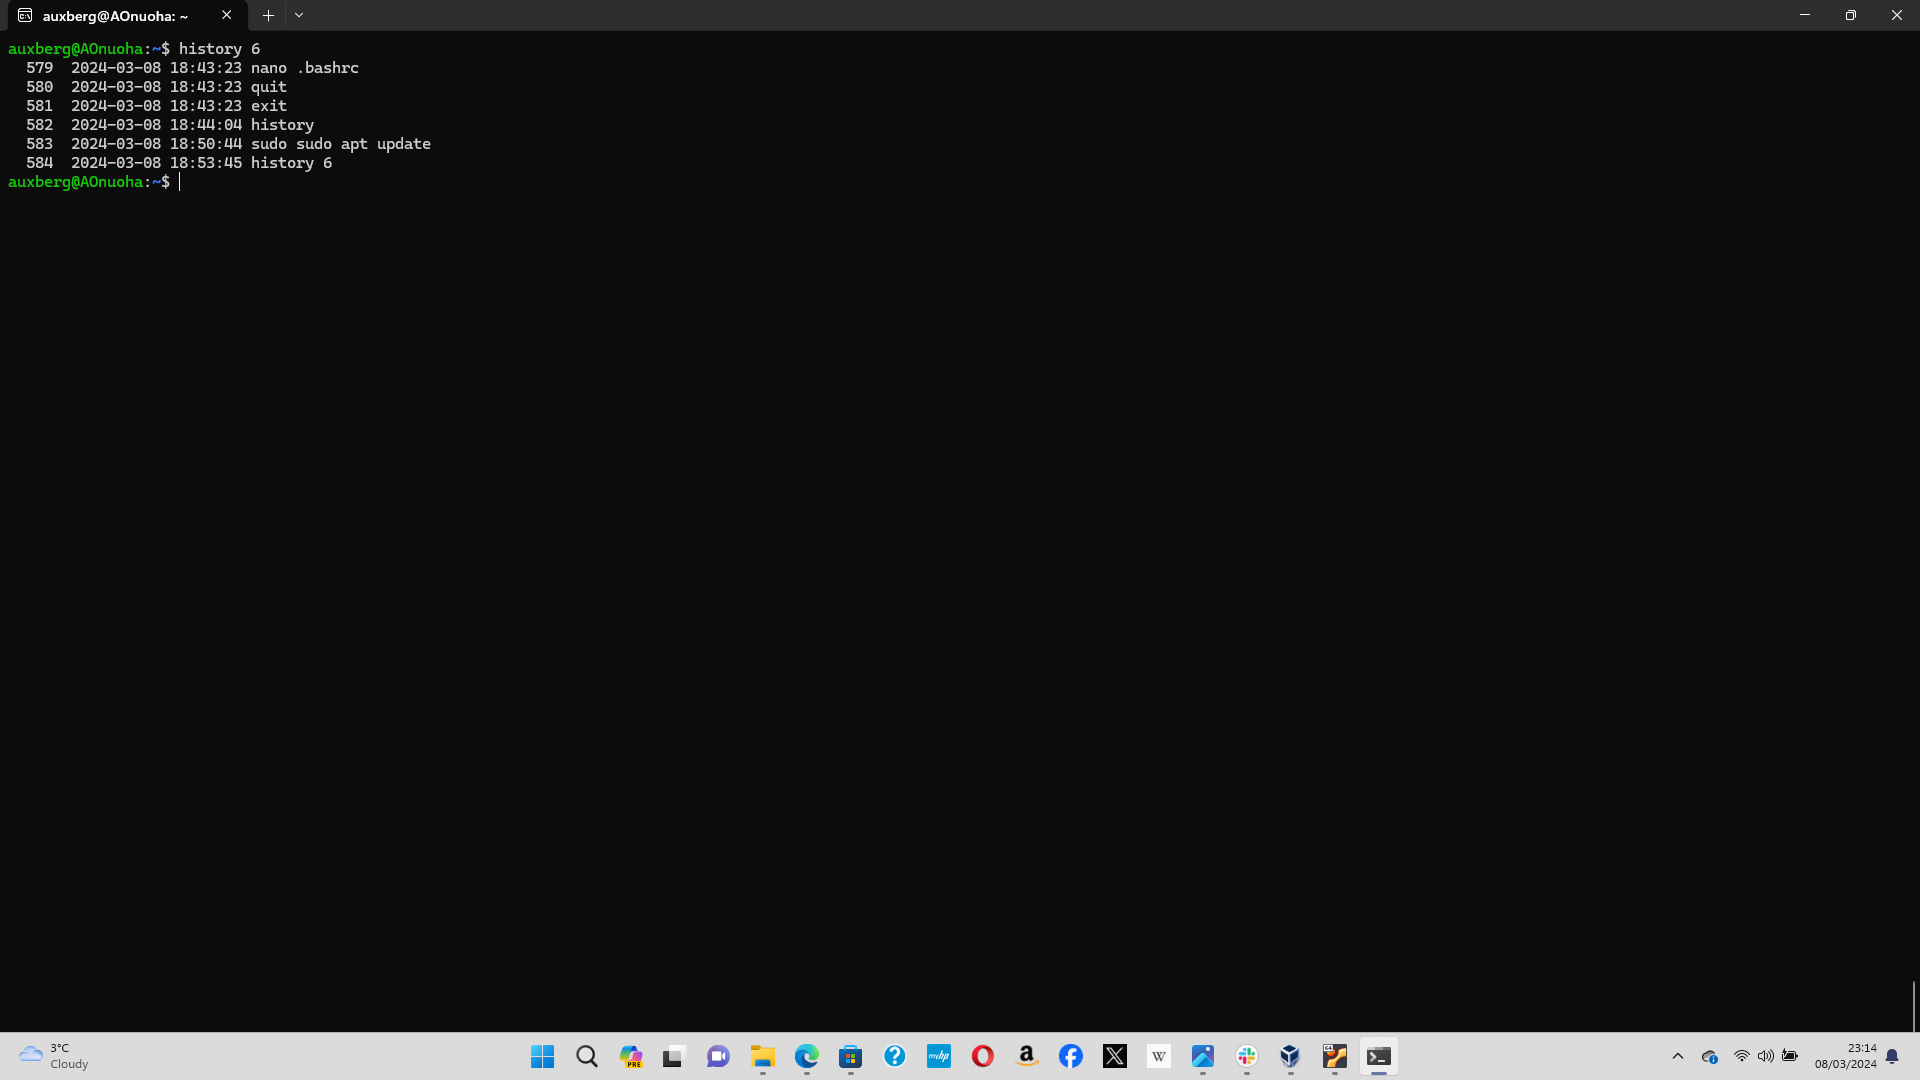 auxberg@AOnuoha: ~
auxberg@AOnuoha:~$ history 6
579 2024-03-08 18:43:23 nano .bashrc
580 2024-03-08 18:43:23 quit
581 2024-03-08 18:43:23 exit
582 2024-03-08 18:44:04 history
583 2024-03-08 18:50:44 sudo sudo apt update
584 2024-03-08 18:53:45 history 6
auxberg@AOnuoha:~$
3°C
Cloudy
PRE
myhp
a
X
W
64
23:14
08/03/2024